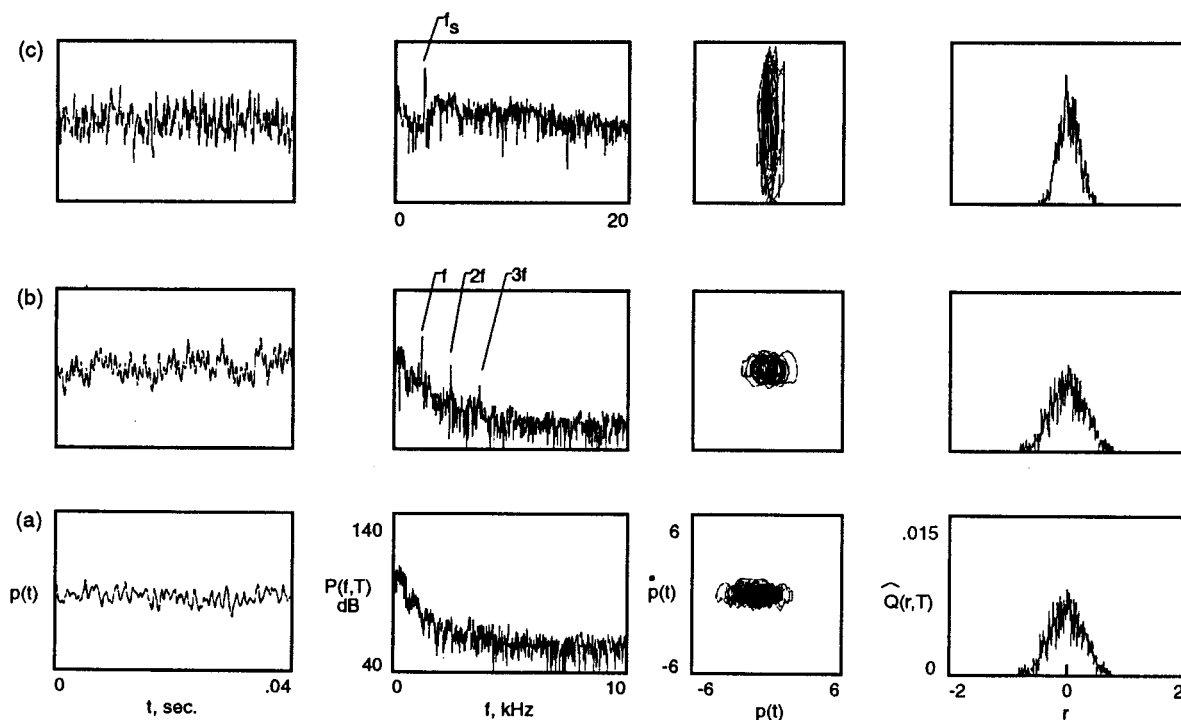 (c)
f_s
0 20
(b)
f 2f 3f
(a)
140 6 .015
p(t) P(f,T) ṗ(t) Q̂(r,T)
dB
40 -6 0
0 .04 0 10 -6 6 -2 0 2
t, sec. f, kHz p(t) r